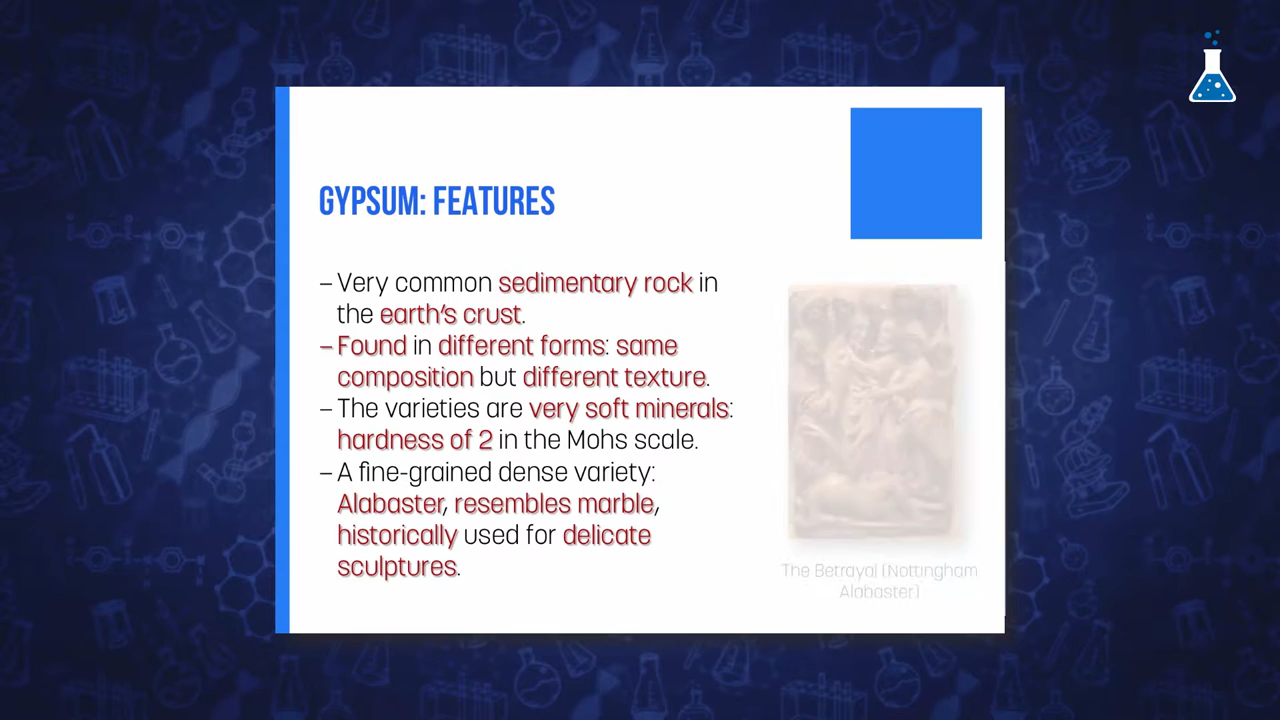 GYPSUM: FEATURES
– Very common sedimentary rock in
the earth's crust.
– Found in different forms: same
composition but different texture.
– The varieties are very soft minerals:
hardness of 2 in the Mohs scale.
– A fine-grained dense variety:
Alabaster, resembles marble,
historically used for delicate
sculptures.
The Betrayal [Nottingham
Alabaster]